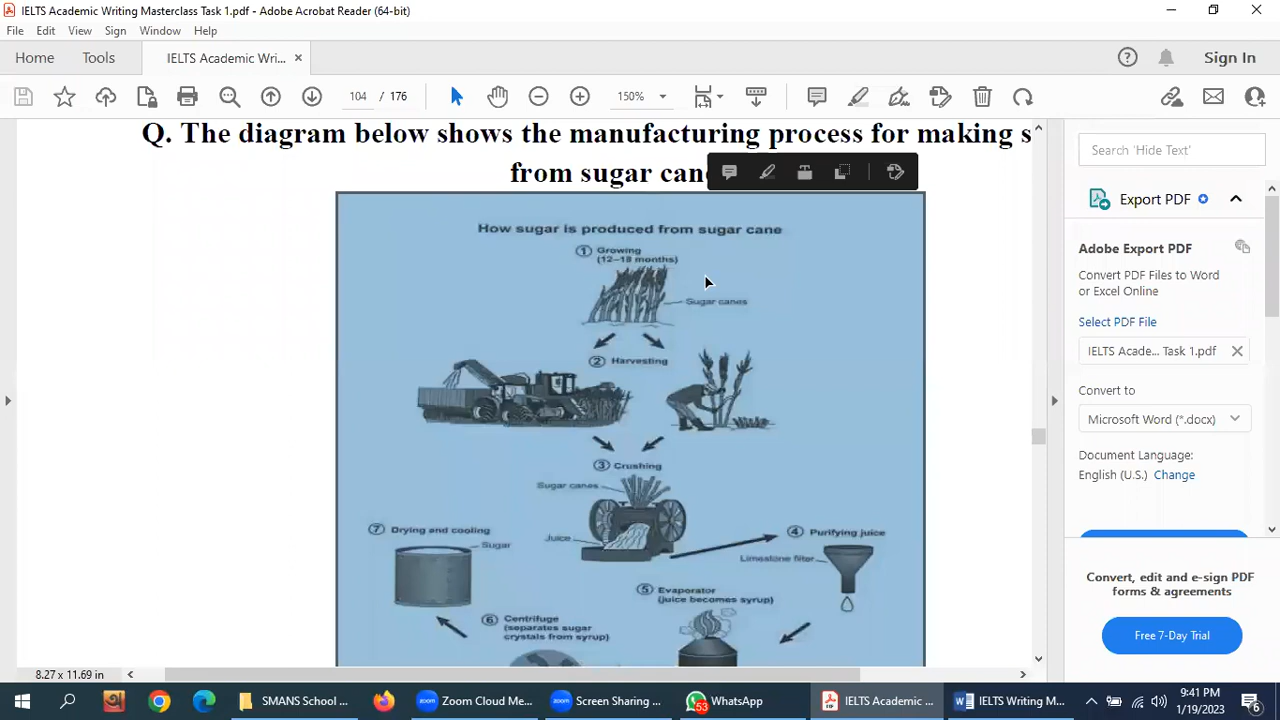 IELTS Academic Writing Masterclass Task 1.pdf - Adobe Acrobat Reader (64-bit)
File Edit View Sign Window Help
Home Tools IELTS Academic Wri... Sign In
104 / 176 150%
Q. The diagram below shows the manufacturing process for making s
from sugar cane
How sugar is produced from sugar cane
1 Growing
(12–18 months)
Sugar canes
2 Harvesting
3 Crushing
Sugar canes
Juice
7 Drying and cooling
Sugar
4 Purifying juice
Limestone filter
5 Evaporator
(juice becomes syrup)
6 Centrifuge
(separates sugar
crystals from syrup)
Search 'Hide Text'
Export PDF
Adobe Export PDF
Convert PDF Files to Word
or Excel Online
Select PDF File
IELTS Acade... Task 1.pdf
Convert to
Microsoft Word (*.docx)
Document Language:
English (U.S.) Change
Convert, edit and e-sign PDF
forms & agreements
Free 7-Day Trial
8.27 x 11.69 in
SMANS School ... Zoom Cloud Me... Screen Sharing ... 53 WhatsApp IELTS Academic ... IELTS Writing M... 9:41 PM
1/19/2023 6